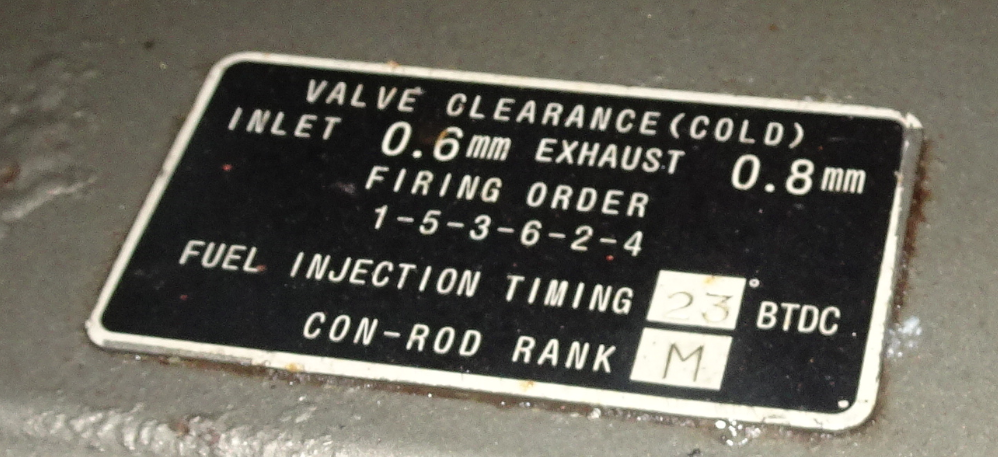 VALVE CLEARANCE(COLD)
INLET 0.6mm EXHAUST 0.8mm
FIRING ORDER
1-5-3-6-2-4
FUEL INJECTION TIMING 23° BTDC
CON-ROD RANK M